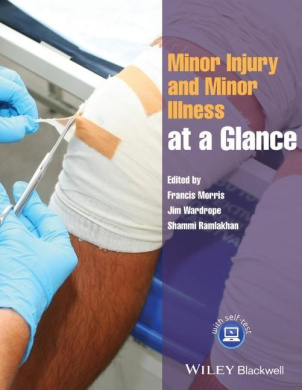 Minor Injury
and Minor
Illness
at a Glance
Edited by
Francis Morris
Jim Wardrope
Shammi Ramlakhan
with self-test
WILEY Blackwell